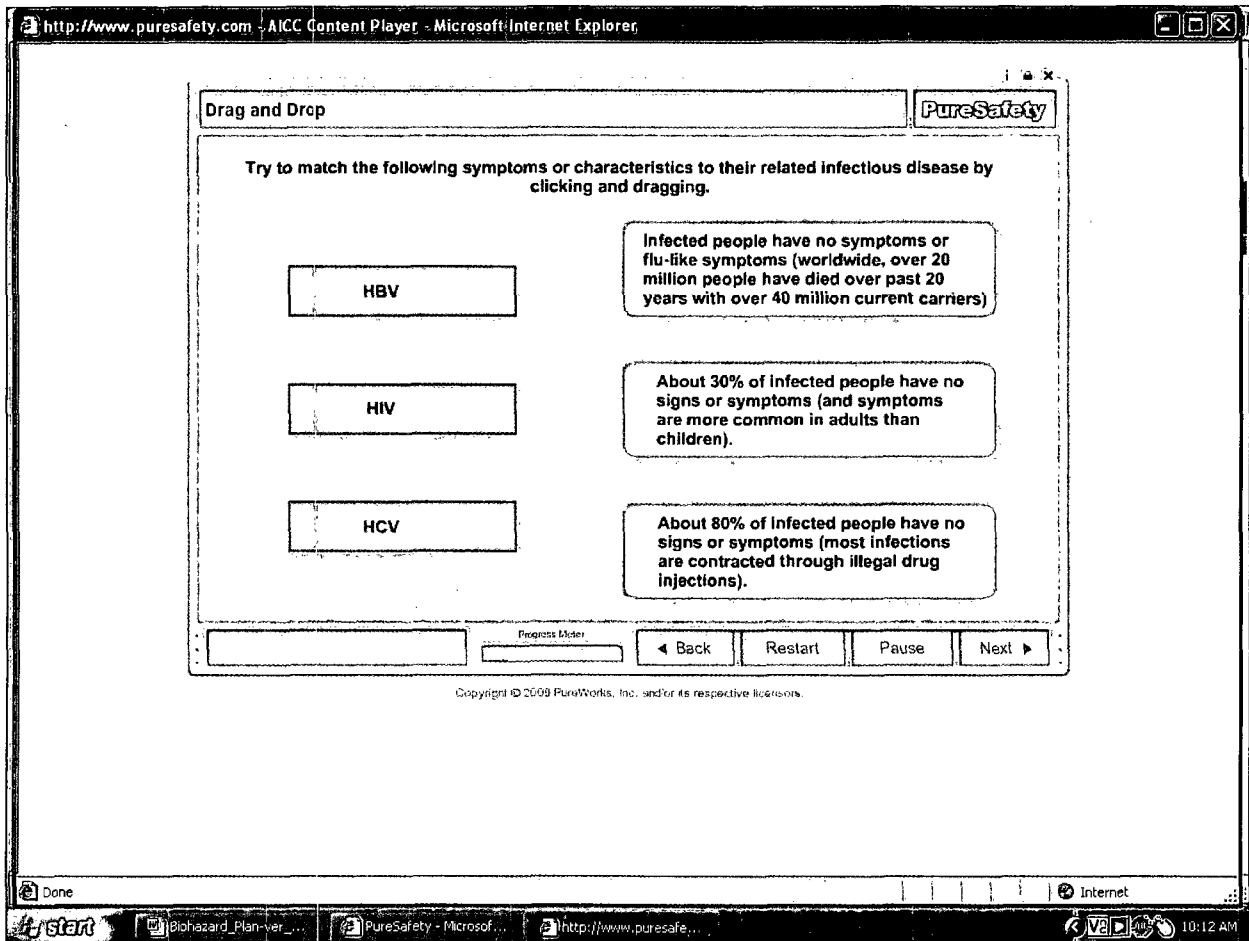 http://www.puresafety.com - AICC Content Player - Microsoft Internet Explorer
Drag and Drop
PureSafety
Try to match the following symptoms or characteristics to their related infectious disease by
clicking and dragging.
HBV
Infected people have no symptoms or
flu-like symptoms (worldwide, over 20
million people have died over past 20
years with over 40 million current carriers)
HIV
About 30% of infected people have no
signs or symptoms (and symptoms
are more common in adults than
children).
HCV
About 80% of infected people have no
signs or symptoms (most infections
are contracted through illegal drug
injections).
Progress Meter
Back
Restart
Pause
Next
Copyright © 2009 PureWorks, Inc. and/or its respective licensors.
Done
Internet
start
Biohazard_Plan-ver_...
PureSafety - Microsof...
http://www.puresafe...
10:12 AM